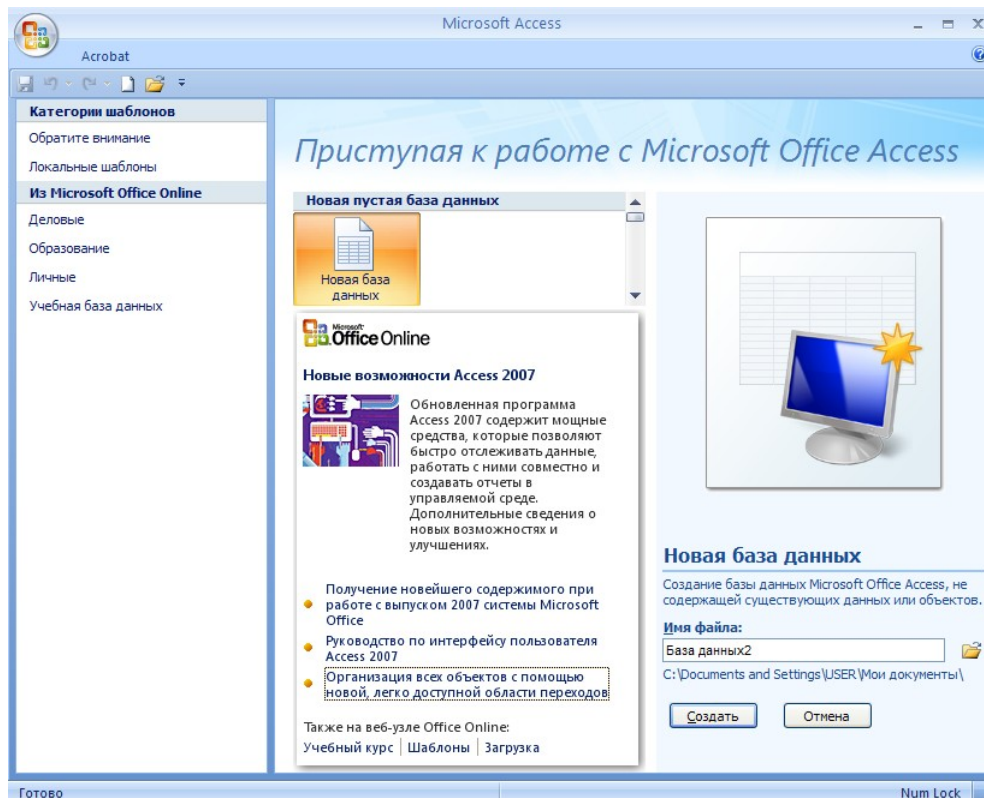 Microsoft Access
Acrobat
Категории шаблонов
Обратите внимание
Локальные шаблоны
Из Microsoft Office Online
Деловые
Образование
Личные
Учебная база данных
Приступая к работе с Microsoft Office Access
Новая пустая база данных
Новая база
данных
Microsoft
Office Online
Новые возможности Access 2007
Обновленная программа
Access 2007 содержит мощные
средства, которые позволяют
быстро отслеживать данные,
работать с ними совместно и
создавать отчеты в
управляемой среде.
Дополнительные сведения о
новых возможностях и
улучшениях.
Получение новейшего содержимого при
работе с выпуском 2007 системы Microsoft
Office
Руководство по интерфейсу пользователя
Access 2007
Организация всех объектов с помощью
новой, легко доступной области переходов
Также на веб-узле Office Online:
Учебный курс | Шаблоны | Загрузка
Новая база данных
Создание базы данных Microsoft Office Access, не
содержащей существующих данных или объектов.
Имя файла:
База данных2
C:\Documents and Settings\USER\Мои документы\
Создать
Отмена
Готово
Num Lock